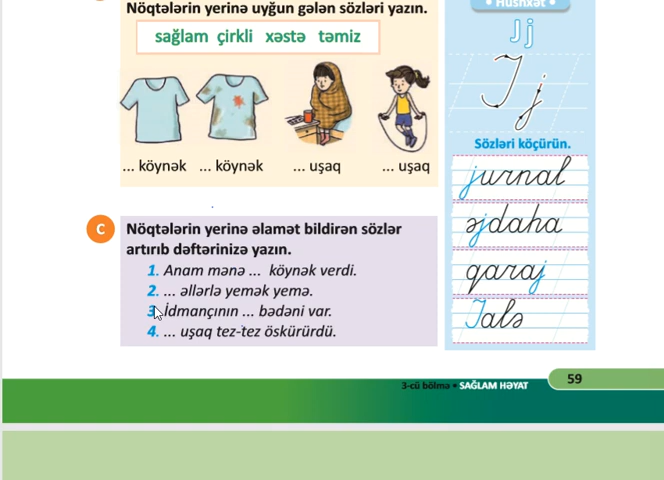 Nöqtələrin yerinə uyğun gələn sözləri yazın.
sağlam çirkli xəstə təmiz
... köynək ... köynək ... uşaq ... uşaq
C
Nöqtələrin yerinə əlamət bildirən sözlər
artırıb dəftərinizə yazın.
1. Anam mənə ... köynək verdi.
2. ... əllərlə yemək yemə.
3. İdmançının ... bədəni var.
4. ... uşaq tez-tez öskürürdü.
• Hüsnxət •
J j
J j
Sözləri köçürün.
jurnal
əjdaha
qaraj
Jalə
3-cü bölmə • SAĞLAM HƏYAT
59